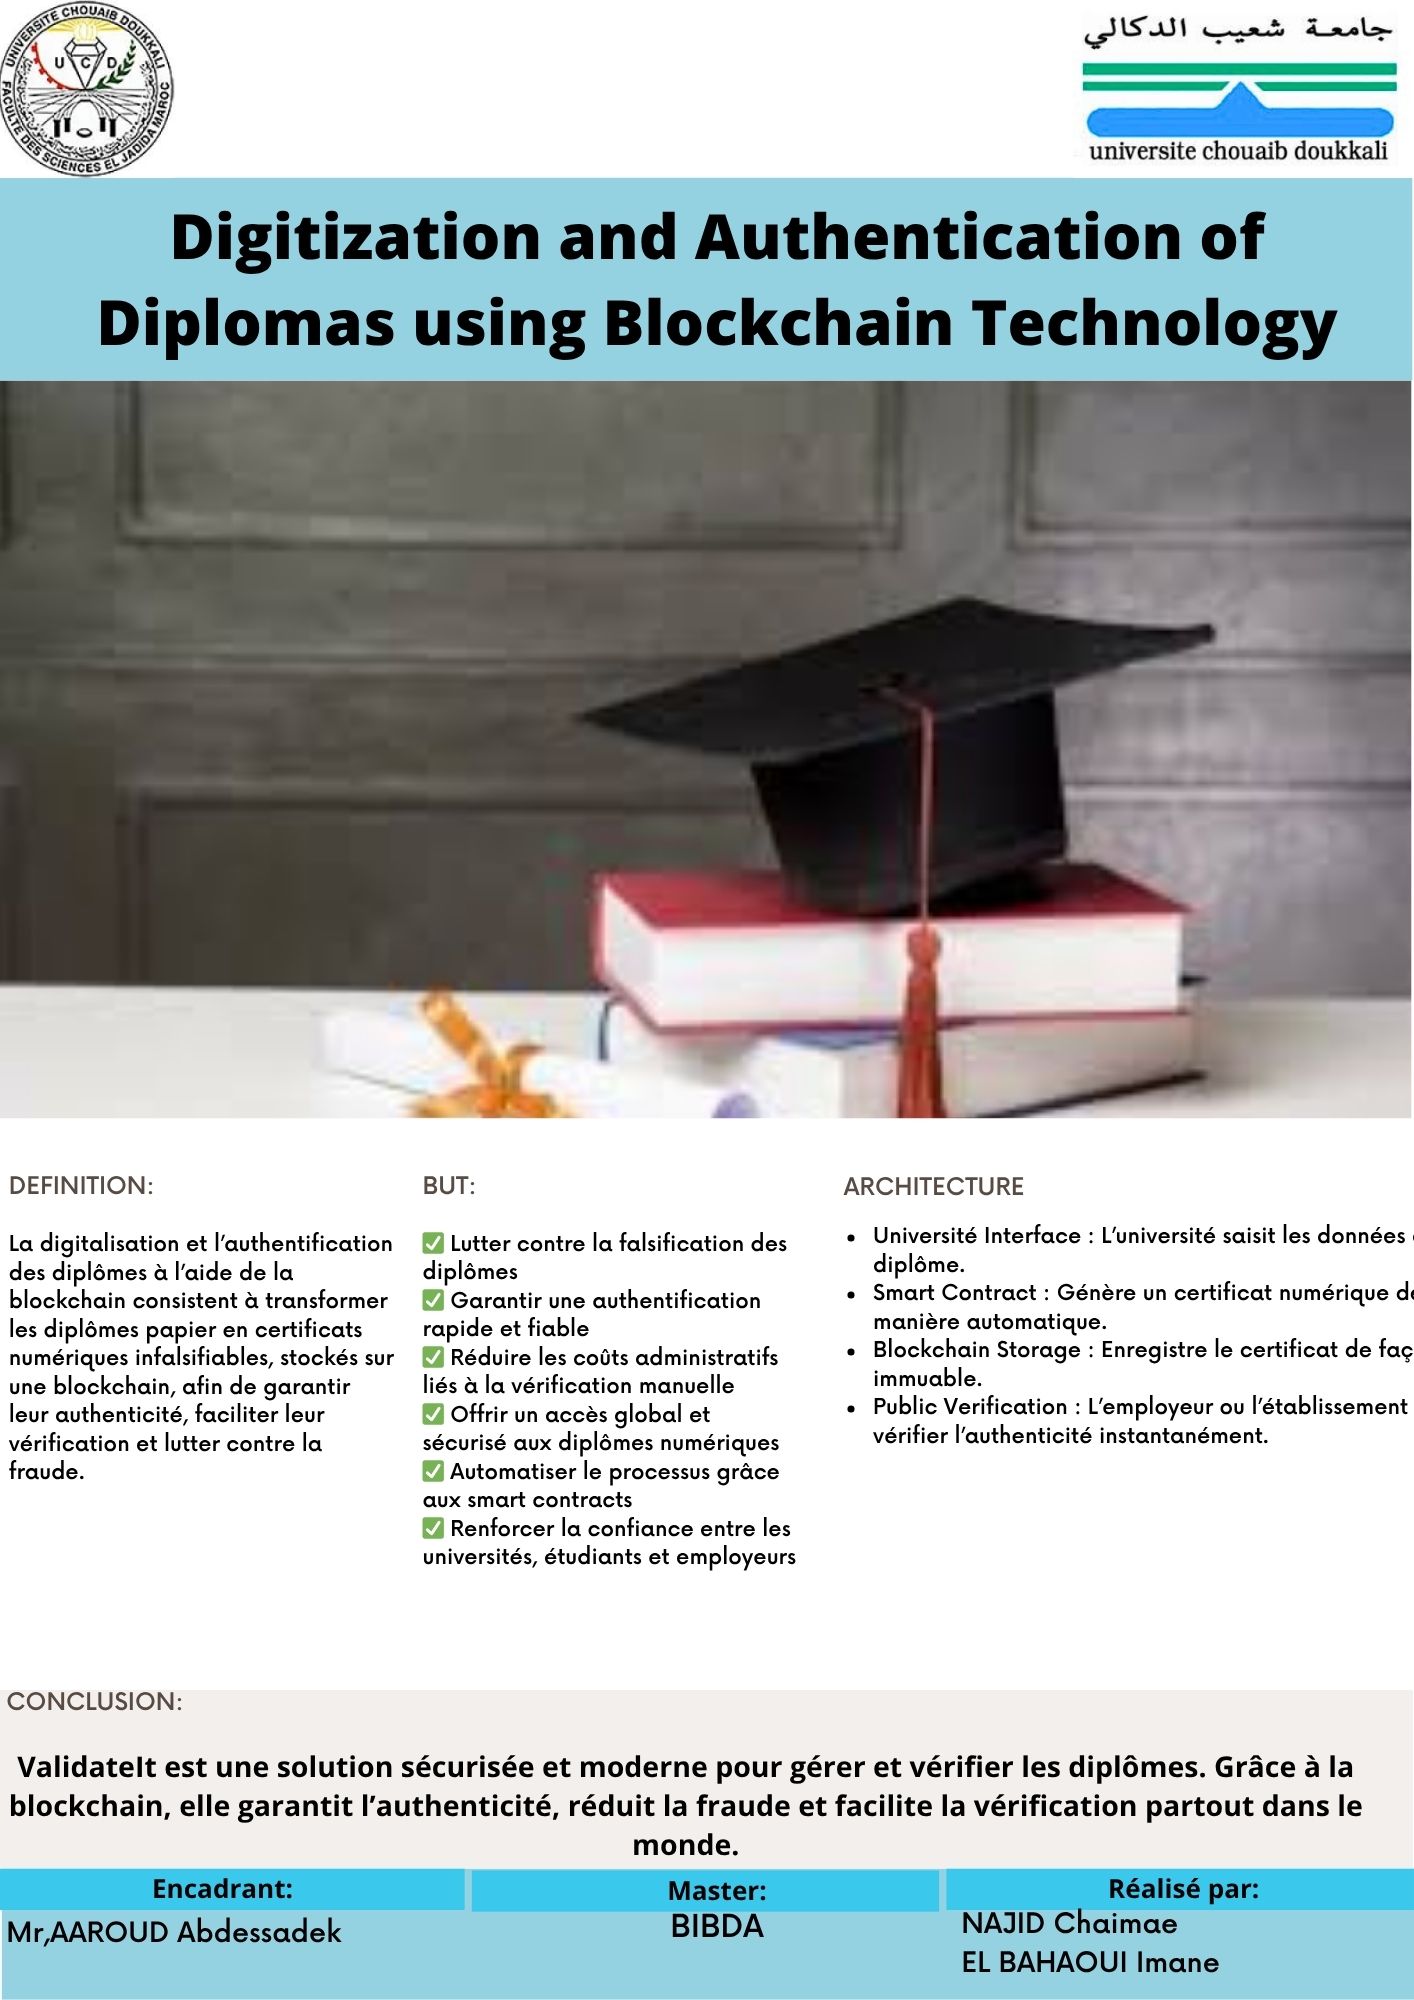 UNIVERSITE CHOUAIB DOUKKALI
UCD
FACULTE DES SCIENCES EL JADIDA MAROC
جامعة شعيب الدكالي
universite chouaib doukkali
Digitization and Authentication of
Diplomas using Blockchain Technology
DEFINITION:
La digitalisation et l’authentification
des diplômes à l’aide de la
blockchain consistent à transformer
les diplômes papier en certificats
numériques infalsifiables, stockés sur
une blockchain, afin de garantir
leur authenticité, faciliter leur
vérification et lutter contre la
fraude.
BUT:
✅ Lutter contre la falsification des
diplômes
✅ Garantir une authentification
rapide et fiable
✅ Réduire les coûts administratifs
liés à la vérification manuelle
✅ Offrir un accès global et
sécurisé aux diplômes numériques
✅ Automatiser le processus grâce
aux smart contracts
✅ Renforcer la confiance entre les
universités, étudiants et employeurs
ARCHITECTURE
• Université Interface : L’université saisit les données
diplôme.
• Smart Contract : Génère un certificat numérique de
manière automatique.
• Blockchain Storage : Enregistre le certificat de faç
immuable.
• Public Verification : L’employeur ou l’établissement
vérifier l’authenticité instantanément.
CONCLUSION:
ValidateIt est une solution sécurisée et moderne pour gérer et vérifier les diplômes. Grâce à la
blockchain, elle garantit l’authenticité, réduit la fraude et facilite la vérification partout dans le
monde.
Encadrant:
Mr,AAROUD Abdessadek
Master:
BIBDA
Réalisé par:
NAJID Chaimae
EL BAHAOUI Imane